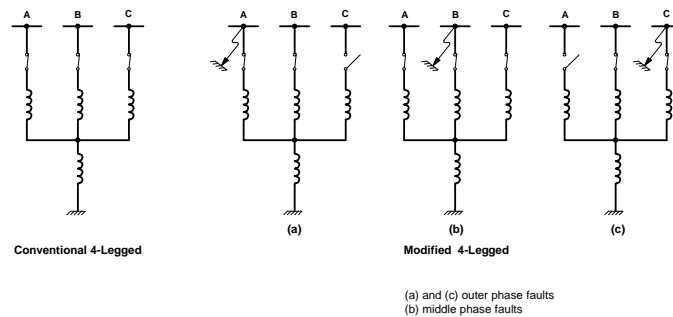 A B C A B C A B C A B C
(a) (b) (c)
Conventional 4-Legged Modified 4-Legged
(a) and (c) outer phase faults
(b) middle phase faults